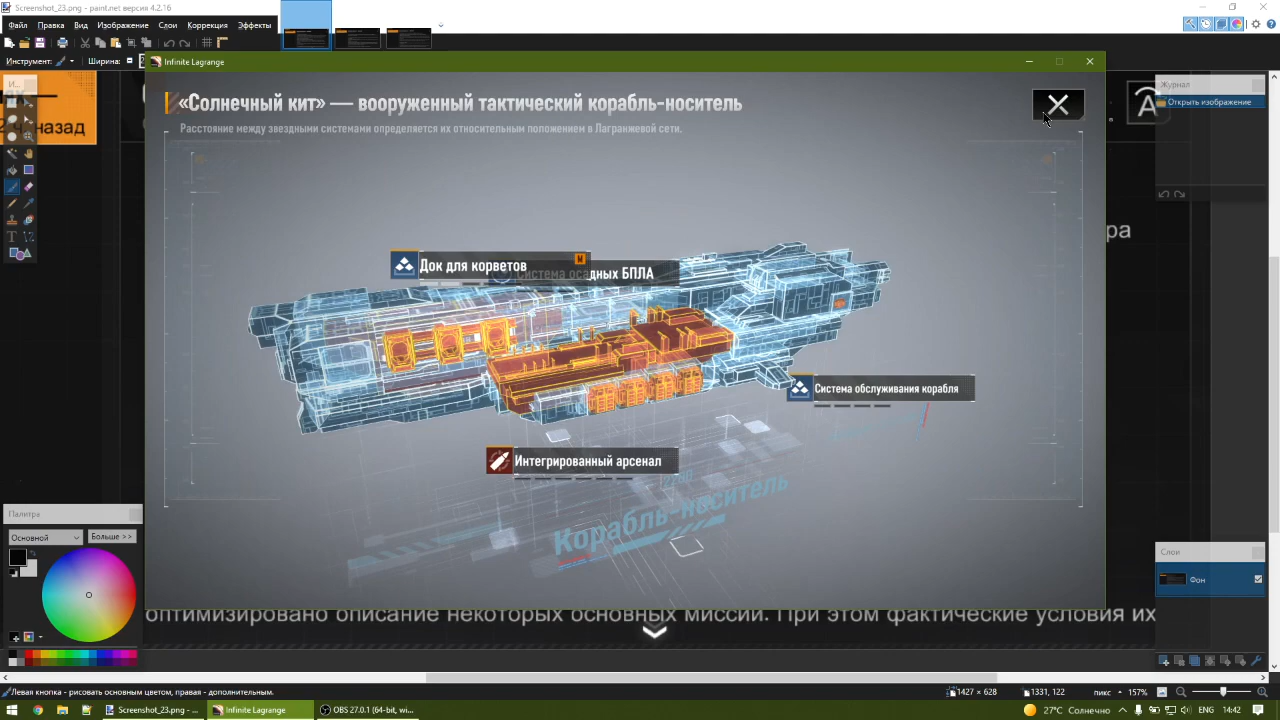 Screenshot_23.png - paint.net версия 4.2.16
Файл Правка Вид Изображение Слои Коррекция Эффекты
Инструмент: Ширина:
Infinite Lagrange
И...
назад
«Солнечный кит» — вооруженный тактический корабль-носитель
Расстояние между звездными системами определяется их относительным положением в Лагранжевой сети.
Журнал
Открыть изображение
ра
Док для корветов M
Система осадных БПЛА
Система обслуживания корабля
Интегрированный арсенал
Корабль-носитель
Палитра
Основной Больше >>
Слои
Фон
оптимизировано описание некоторых основных миссий. При этом фактические условия их
Левая кнопка - рисовать основным цветом, правая - дополнительным. 1427 × 628 1331, 122 пикс 157%
Screenshot_23.png - ... Infinite Lagrange OBS 27.0.1 (64-bit, wi... 27°C Солнечно ENG 14:42